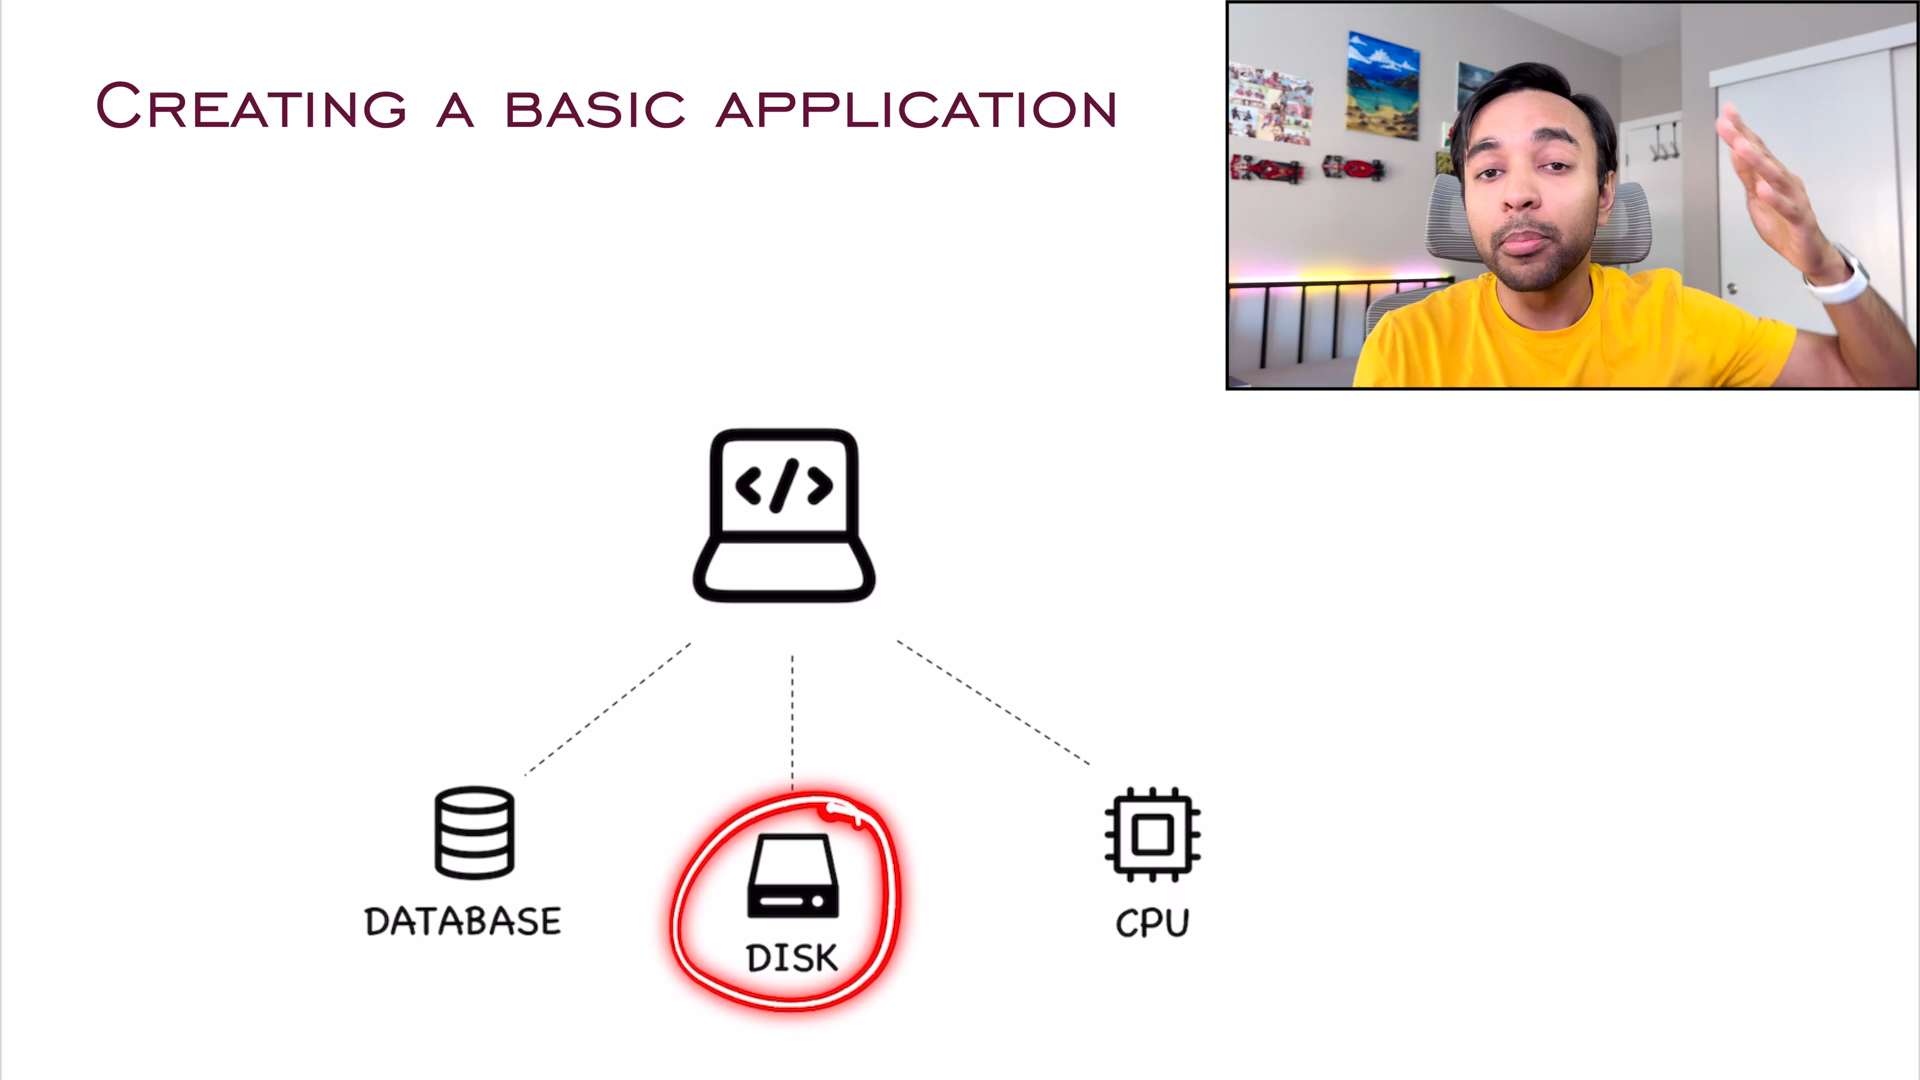 CREATING A BASIC APPLICATION
</>
DATABASE
DISK
CPU